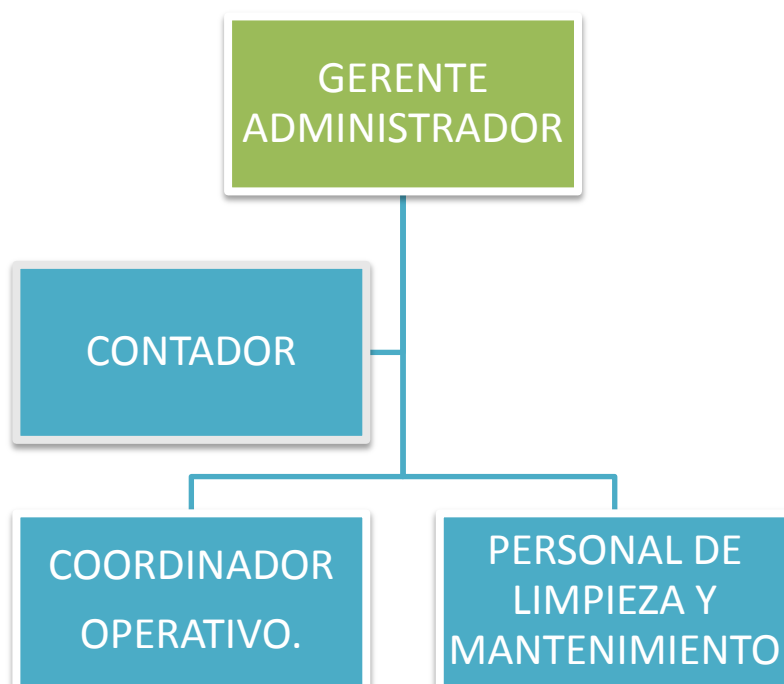 GERENTE
ADMINISTRADOR
CONTADOR
COORDINADOR
OPERATIVO.
PERSONAL DE
LIMPIEZA Y
MANTENIMIENTO